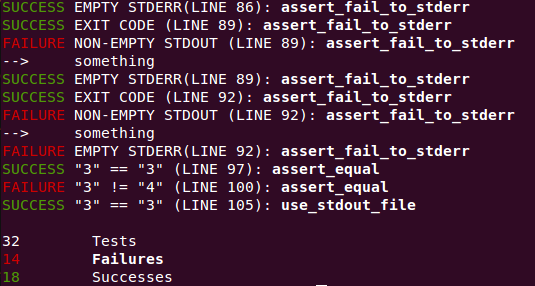 SUCCESS EMPTY STDERR(LINE 86): assert_fail_to_stderr
SUCCESS EXIT CODE (LINE 89): assert_fail_to_stderr
FAILURE NON-EMPTY STDOUT (LINE 89): assert_fail_to_stderr
--> something
SUCCESS EMPTY STDERR(LINE 89): assert_fail_to_stderr
SUCCESS EXIT CODE (LINE 92): assert_fail_to_stderr
FAILURE NON-EMPTY STDOUT (LINE 92): assert_fail_to_stderr
--> something
FAILURE EMPTY STDERR(LINE 92): assert_fail_to_stderr
SUCCESS "3" == "3" (LINE 97): assert_equal
FAILURE "3" != "4" (LINE 100): assert_equal
SUCCESS "3" == "3" (LINE 105): use_stdout_file
32 Tests
14 Failures
18 Successes